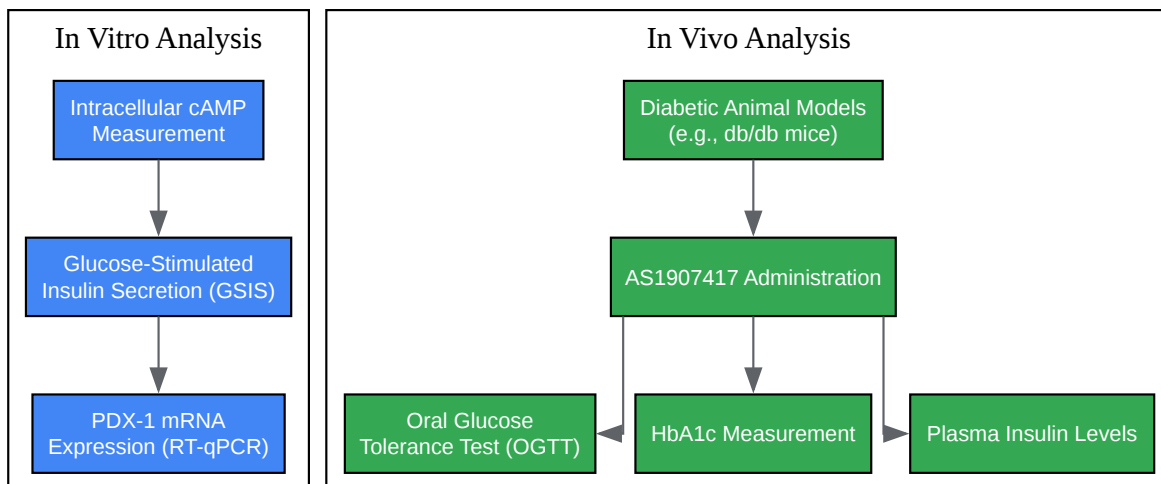 In Vitro Analysis
Intracellular cAMP
Measurement
Glucose-Stimulated
Insulin Secretion (GSIS)
PDX-1 mRNA
Expression (RT-qPCR)
In Vivo Analysis
Diabetic Animal Models
(e.g., db/db mice)
AS1907417 Administration
Oral Glucose
Tolerance Test (OGTT)
HbA1c Measurement
Plasma Insulin Levels